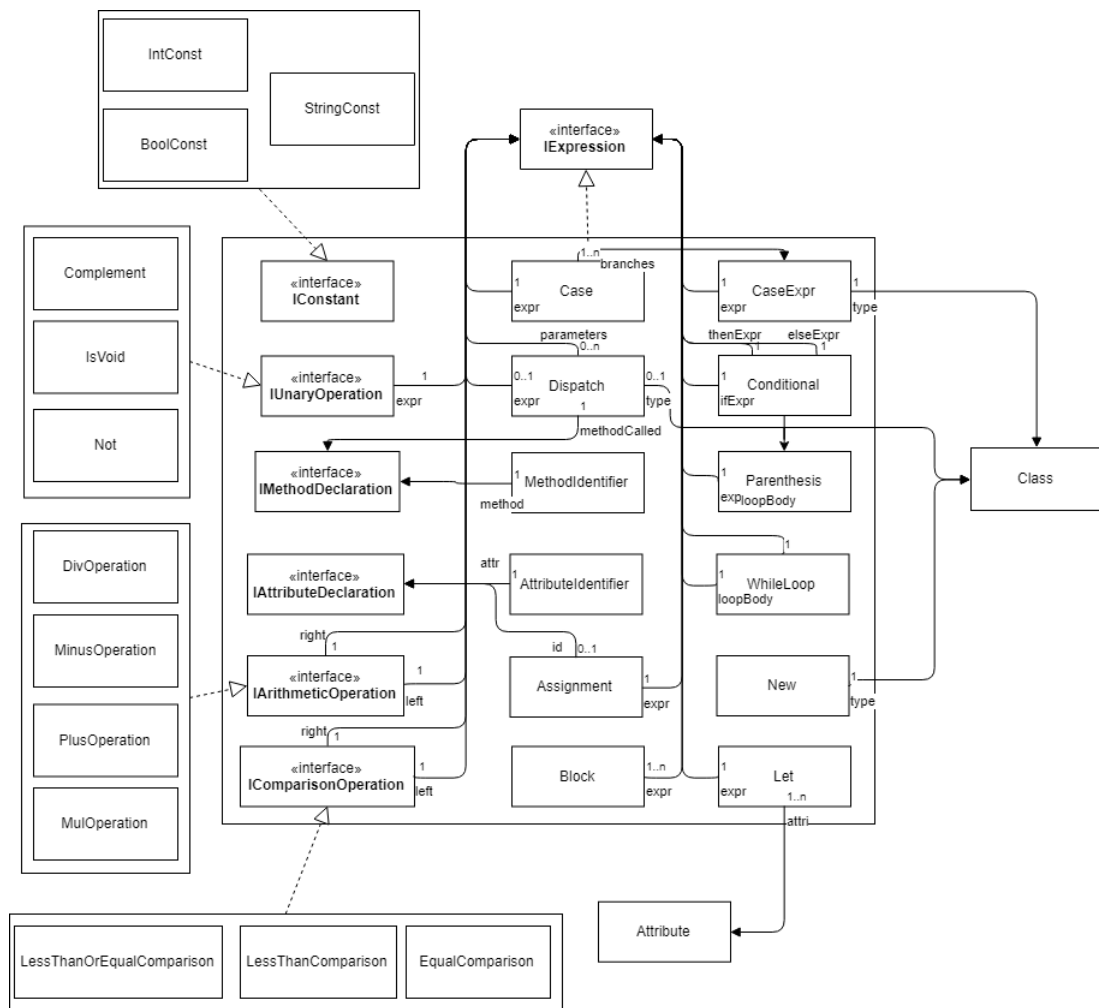 IntConst
StringConst
BoolConst
«interface»
IExpression
Complement
IsVoid
Not
«interface»
IConstant
1..n
branches
1
Case
expr
1
CaseExpr
expr
1
type
parameters
0..n
thenExpr
1
elseExpr
1
«interface»
IUnaryOperation
1
expr
0..1
Dispatch
expr
1
0..1
type
methodCalled
1
Conditional
ifExpr
«interface»
IMethodDeclaration
1
MethodIdentifier
method
1
Parenthesis
exp
loopBody
Class
DivOperation
MinusOperation
PlusOperation
MulOperation
«interface»
IAttributeDeclaration
attr
1
AttributeIdentifier
1
1
WhileLoop
loopBody
right
1
id
0..1
«interface»
IArithmeticOperation
1
left
Assignment
1
expr
New
1
type
right
1
«interface»
IComparisonOperation
1
left
Block
1..n
expr
1
Let
expr
1..n
attri
Attribute
LessThanOrEqualComparison
LessThanComparison
EqualComparison